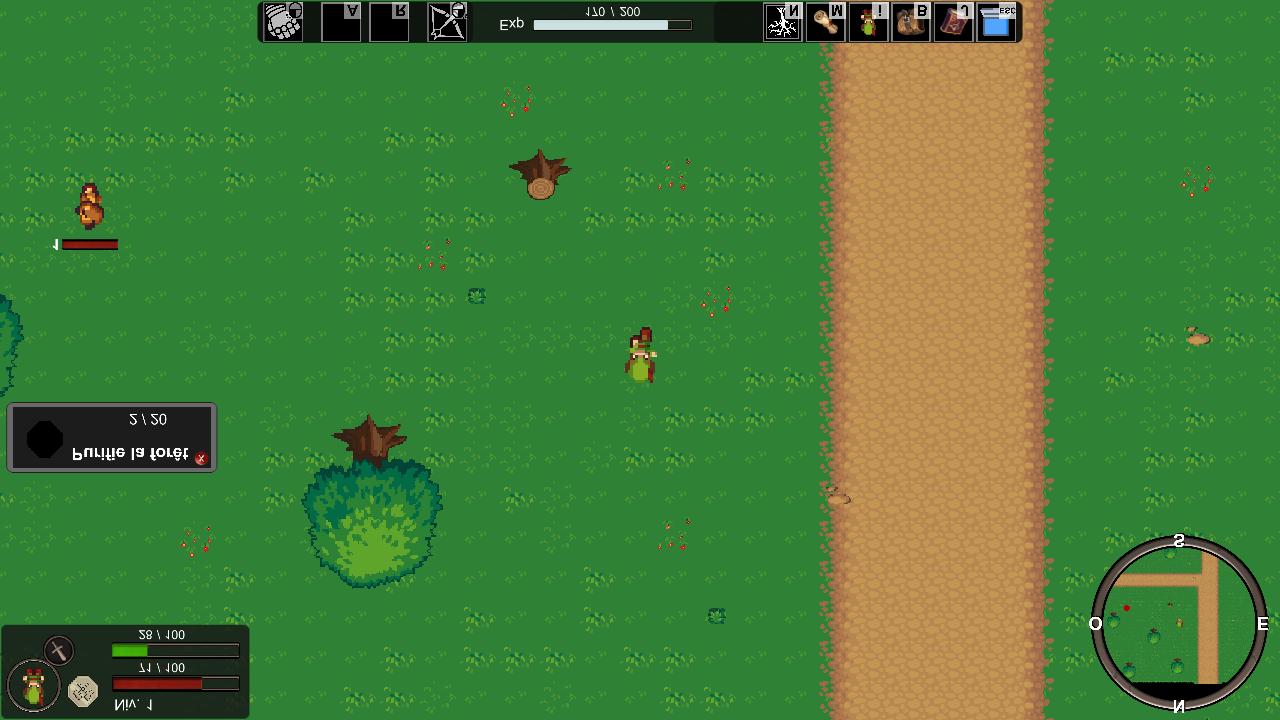 Niv. 1
71 / 100
28 / 100
N
O E
S
Purifie la forêt
2 / 20
1
Exp 170 / 200
A R N M I B J ESC